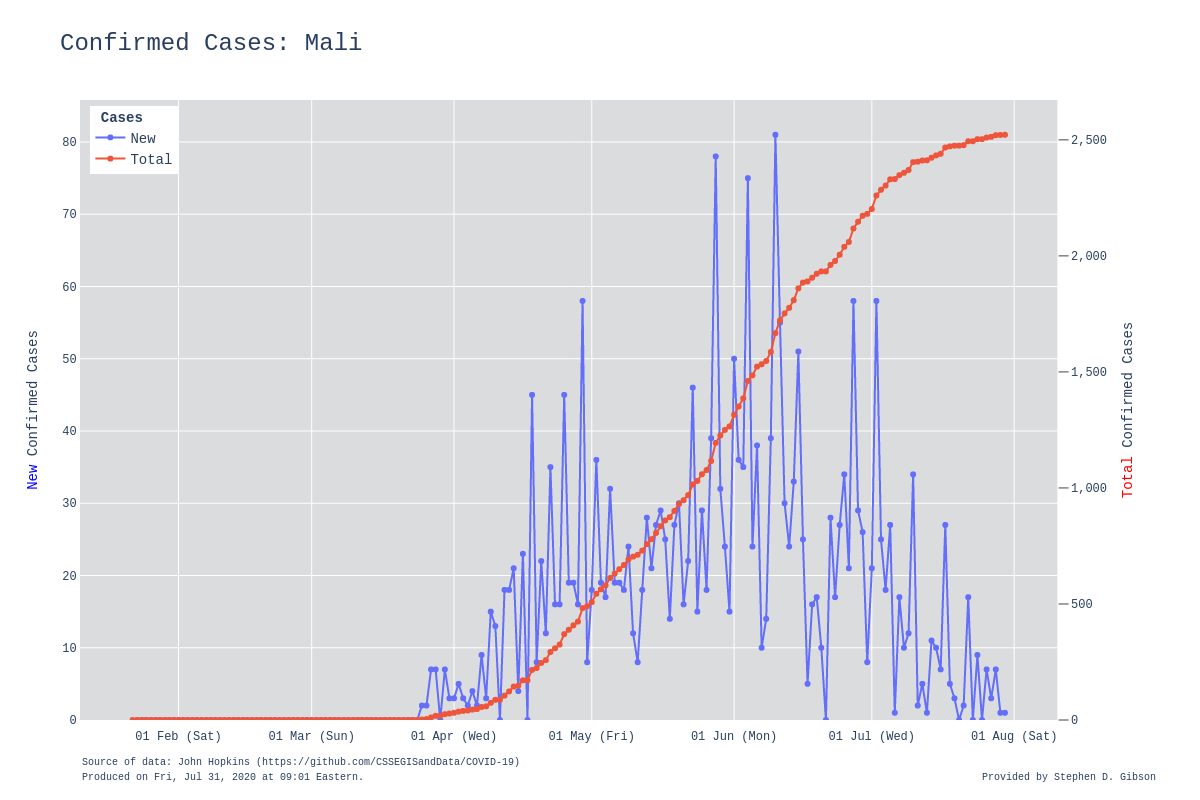 Confirmed Cases: Mali
Cases
New
Total
80
70
60
50
40
30
20
10
0
2,500
2,000
1,500
1,000
500
0
New Confirmed Cases
Total Confirmed Cases
01 Feb (Sat) 01 Mar (Sun) 01 Apr (Wed) 01 May (Fri) 01 Jun (Mon) 01 Jul (Wed) 01 Aug (Sat)
Source of data: John Hopkins (https://github.com/CSSEGISandData/COVID-19)
Produced on Fri, Jul 31, 2020 at 09:01 Eastern.
Provided by Stephen D. Gibson